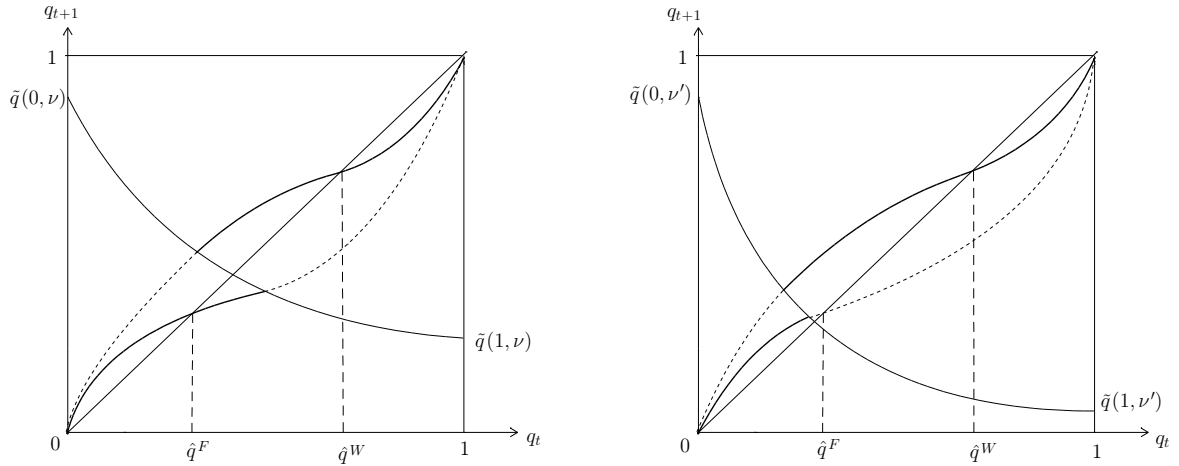 q_{t+1}
1
q̃(0, ν)
q̃(1, ν)
0
q̂^F
q̂^W
1
q_t
q_{t+1}
1
q̃(0, ν′)
q̃(1, ν′)
0
q̂^F
q̂^W
1
q_t